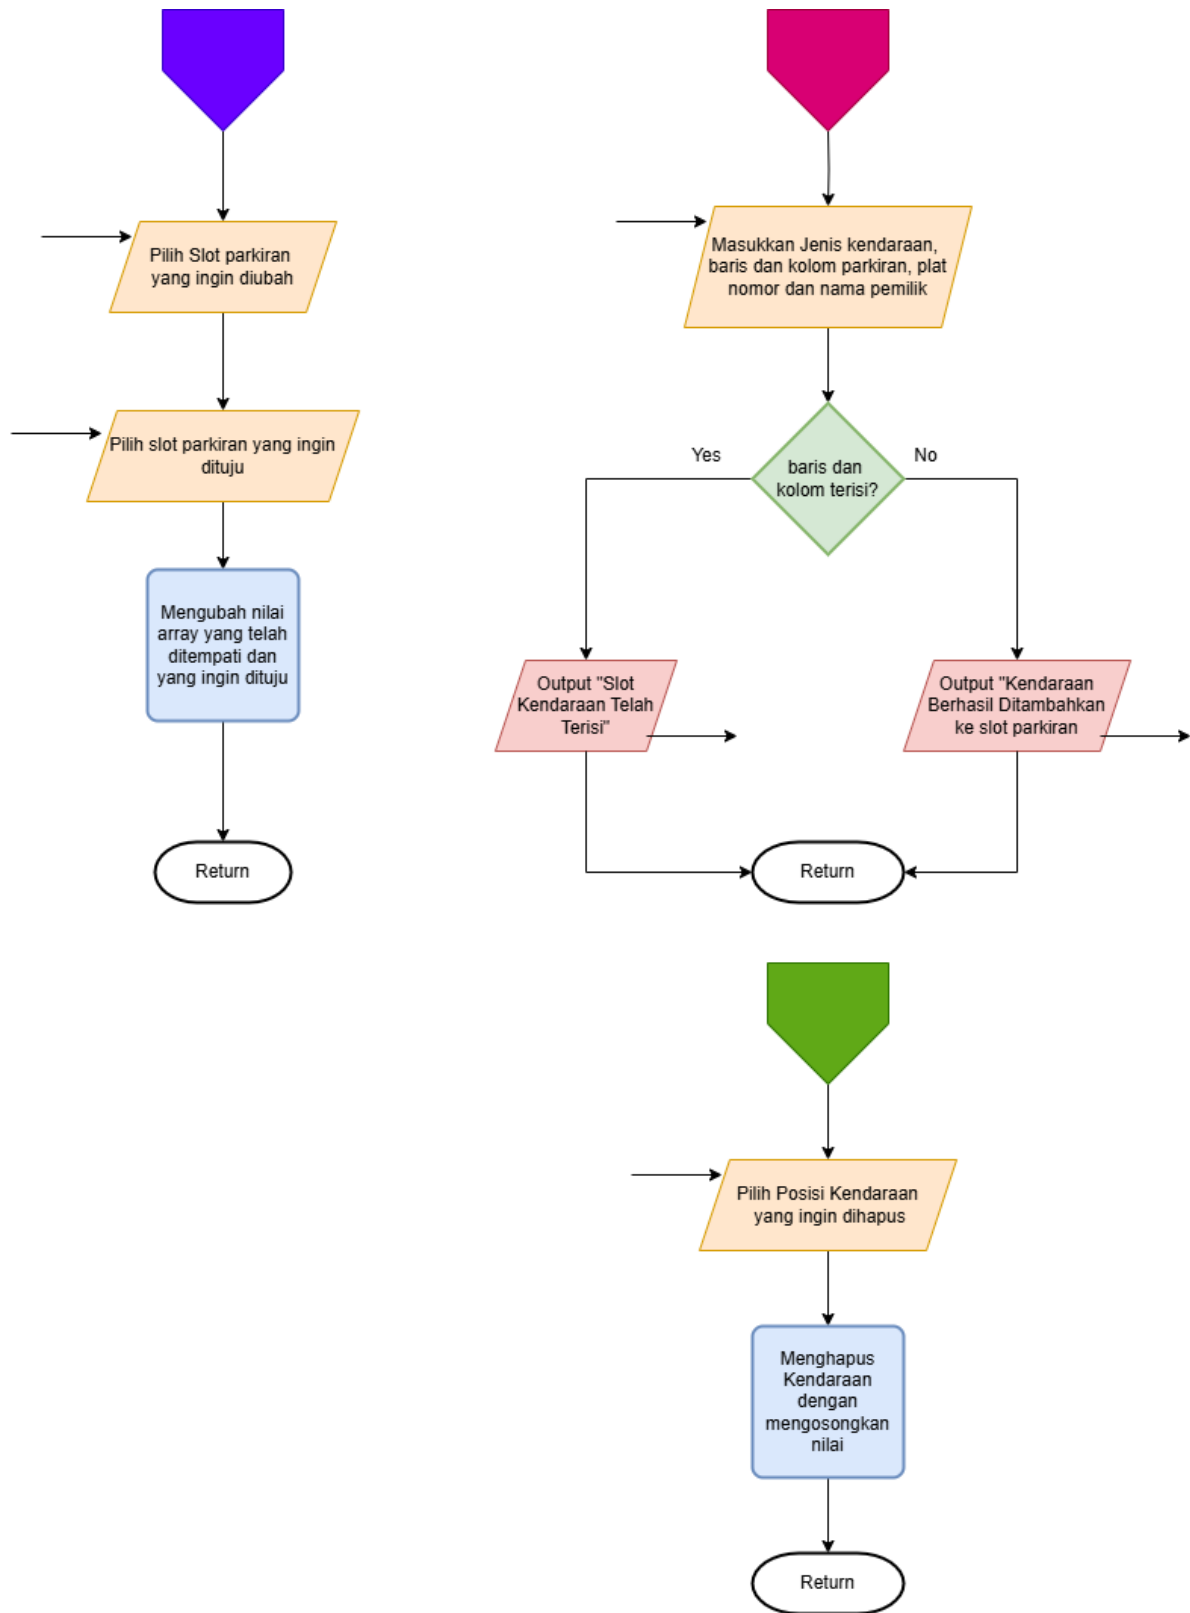 Pilih Slot parkiran
yang ingin diubah
Pilih slot parkiran yang ingin
dituju
Mengubah nilai
array yang telah
ditempati dan
yang ingin dituju
Return
Masukkan Jenis kendaraan,
baris dan kolom parkiran, plat
nomor dan nama pemilik
Yes
baris dan
kolom terisi?
No
Output "Slot
Kendaraan Telah
Terisi"
Output "Kendaraan
Berhasil Ditambahkan
ke slot parkiran
Return
Pilih Posisi Kendaraan
yang ingin dihapus
Menghapus
Kendaraan
dengan
mengosongkan
nilai
Return